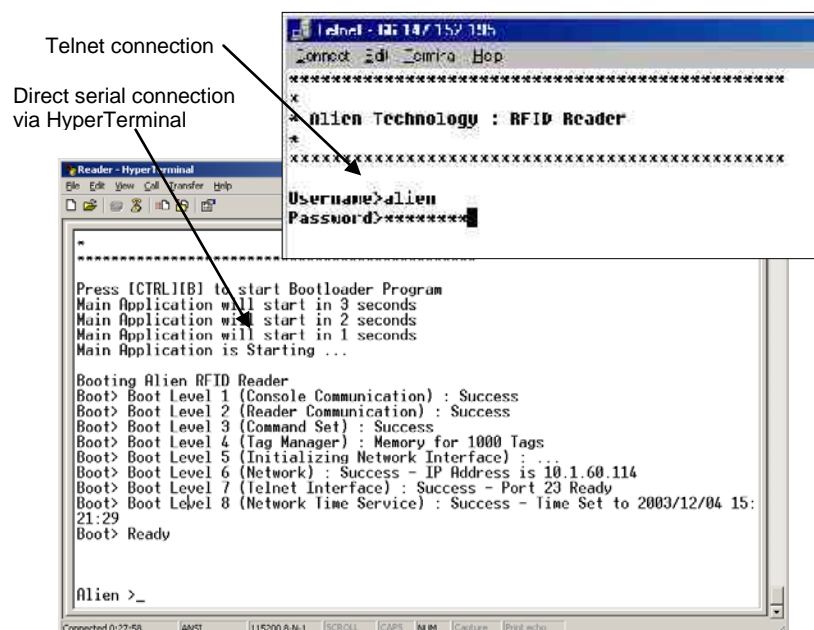 Telnet connection
Direct serial connection
via HyperTerminal
Telnet -
Edit
***************************************************
*
* Alien Technology : RFID Reader
*
***************************************************
Username>alien
Password>********
Reader - HyperTerminal
File Edit View Call Transfer Help
*
***************************************************
Press [CTRL][B] to start Bootloader Program
Main Application will start in 3 seconds
Main Application will start in 2 seconds
Main Application will start in 1 seconds
Main Application is Starting ...
Booting Alien RFID Reader
Boot> Boot Level 1 (Console Communication) : Success
Boot> Boot Level 2 (Reader Communication) : Success
Boot> Boot Level 3 (Command Set) : Success
Boot> Boot Level 4 (Tag Manager) : Memory for 1000 Tags
Boot> Boot Level 5 (Initializing Network Interface) : ...
Boot> Boot Level 6 (Network) : Success - IP Address is 10.1.60.114
Boot> Boot Level 7 (Telnet Interface) : Success - Port 23 Ready
Boot> Boot Level 8 (Network Time Service) : Success - Time Set to 2003/12/04 15:
21:29
Boot> Ready
Alien >_
Connected 0:27:58 ANSI 115200 8-N-1 SCROLL CAPS NUM Capture Print echo